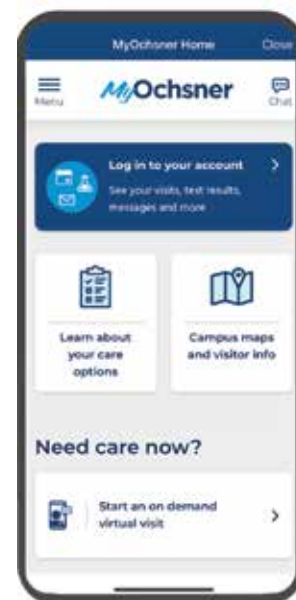 MyOchsner Home Close
Menu
MyOchsner
Chat
Log in to your account
See your visits, test results,
messages and more
Learn about
your care
options
Campus maps
and visitor info
Need care now?
Start an on demand
virtual visit